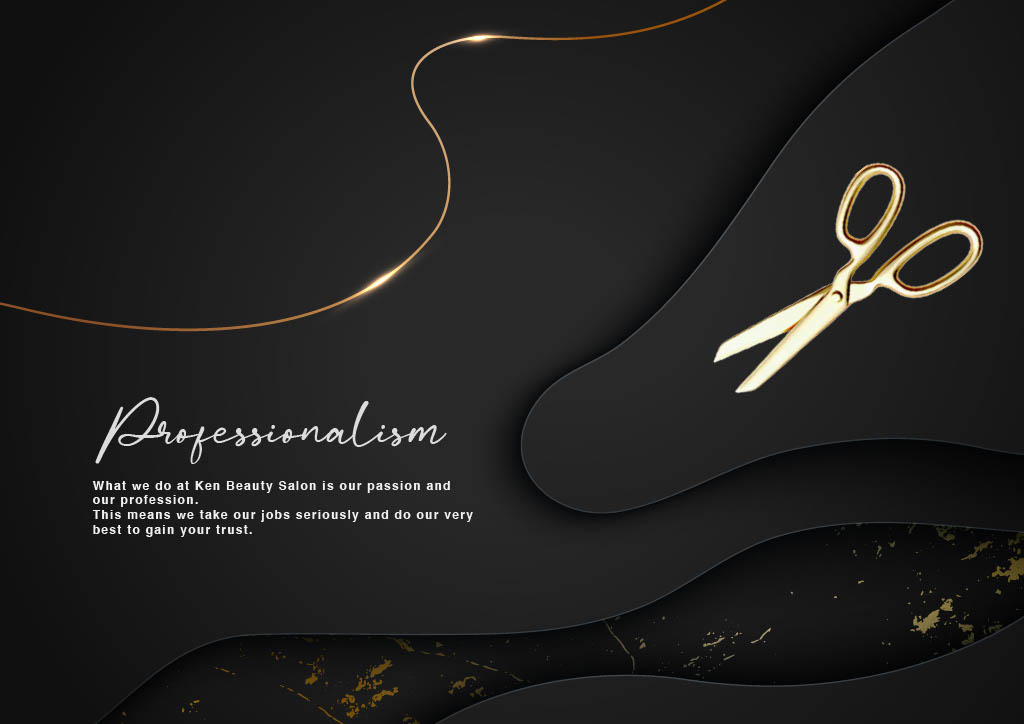 Professionalism
What we do at Ken Beauty Salon is our passion and
our profession.
This means we take our jobs seriously and do our very
best to gain your trust.